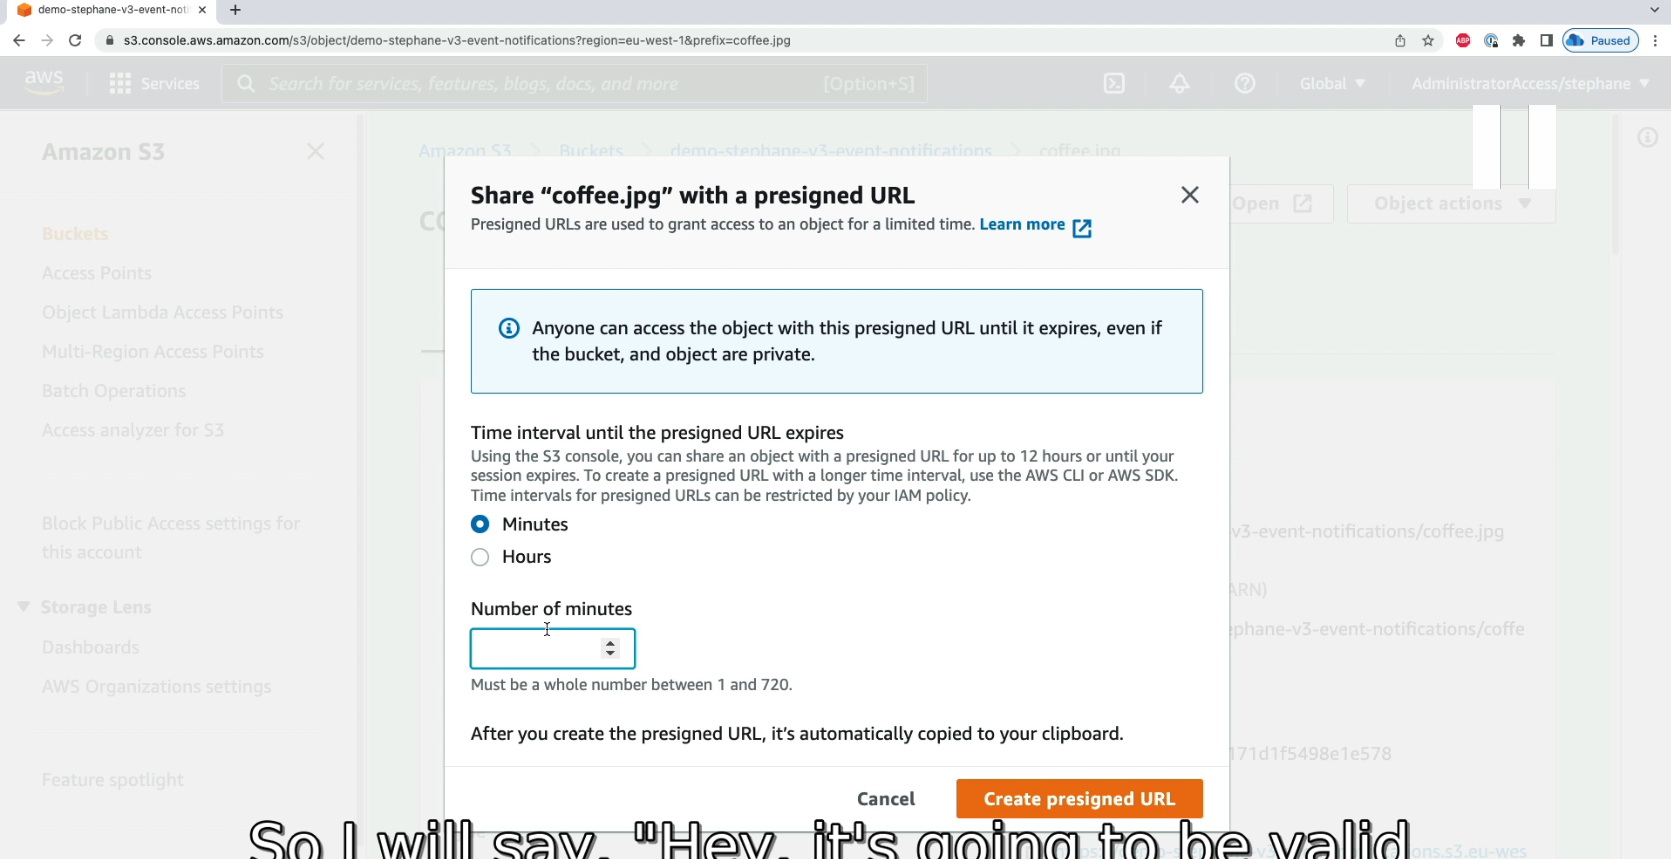 demo-stephane-v3-event-noti
s3.console.aws.amazon.com/s3/object/demo-stephane-v3-event-notifications?region=eu-west-1&prefix=coffee.jpg
ABP
Paused
aws
Services
Search for services, features, blogs, docs, and more
[Option+S]
Global
AdministratorAccess/stephane
Amazon S3
Buckets
Access Points
Object Lambda Access Points
Multi-Region Access Points
Batch Operations
Access analyzer for S3
Block Public Access settings for
this account
Storage Lens
Dashboards
AWS Organizations settings
Feature spotlight
Amazon S3
Buckets
demo-stephane-v3-event-notifications
coffee.jpg
Open
Object actions
Share “coffee.jpg” with a presigned URL
Presigned URLs are used to grant access to an object for a limited time. Learn more
Anyone can access the object with this presigned URL until it expires, even if
the bucket, and object are private.
Time interval until the presigned URL expires
Using the S3 console, you can share an object with a presigned URL for up to 12 hours or until your
session expires. To create a presigned URL with a longer time interval, use the AWS CLI or AWS SDK.
Time intervals for presigned URLs can be restricted by your IAM policy.
Minutes
Hours
Number of minutes
Must be a whole number between 1 and 720.
After you create the presigned URL, it’s automatically copied to your clipboard.
Cancel
Create presigned URL
v3-event-notifications/coffee.jpg
ARN)
ephane-v3-event-notifications/coffe
171d1f5498e1e578
ons.s3.eu-wes
So I will say, "Hey, it's going to be valid